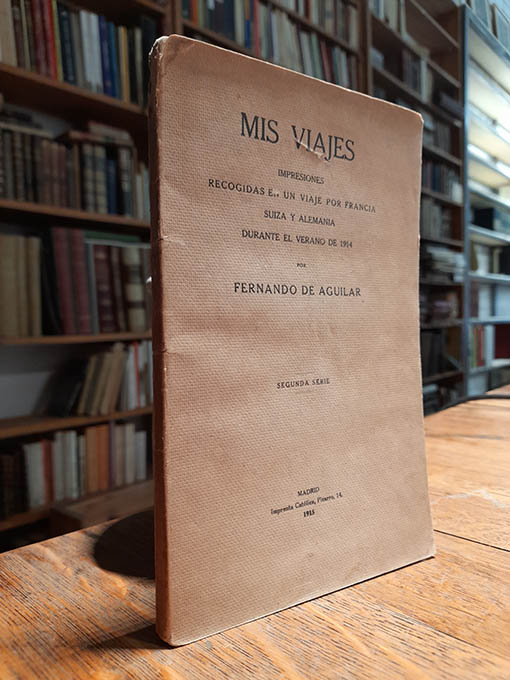 MIS VIAJES
IMPRESIONES
RECOGIDAS EN UN VIAJE POR FRANCIA
SUIZA Y ALEMANIA
DURANTE EL VERANO DE 1914
POR
FERNANDO DE AGUILAR
SEGUNDA SERIE
MADRID
Imprenta Católica, Pizarro, 14.
1915